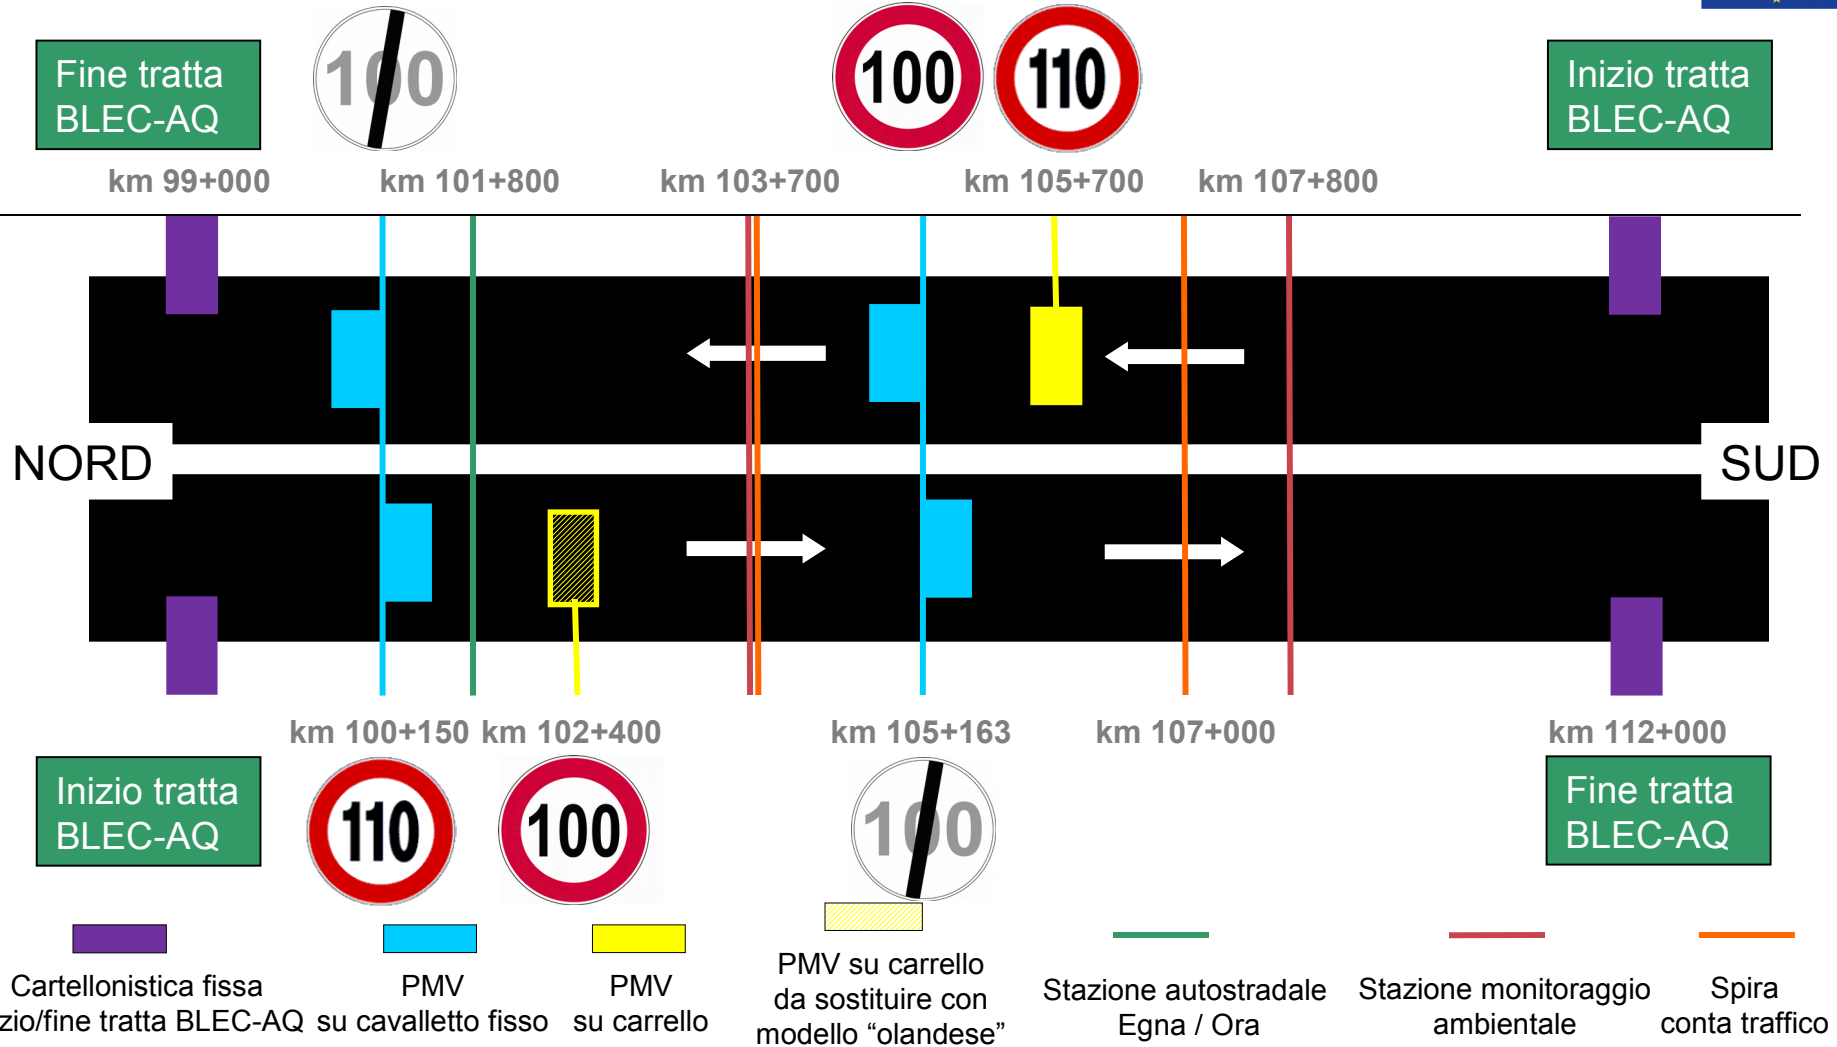 Fine tratta
BLEC-AQ
100
100
110
Inizio tratta
BLEC-AQ
km 99+000
km 101+800
km 103+700
km 105+700
km 107+800
NORD
SUD
km 100+150
km 102+400
km 105+163
km 107+000
km 112+000
Inizio tratta
BLEC-AQ
110
100
100
Fine tratta
BLEC-AQ
Cartellonistica fissa
zio/fine tratta BLEC-AQ
PMV
su cavalletto fisso
PMV
su carrello
PMV su carrello
da sostituire con
modello “olandese”
Stazione autostradale
Egna / Ora
Stazione monitoraggio
ambientale
Spira
conta traffico